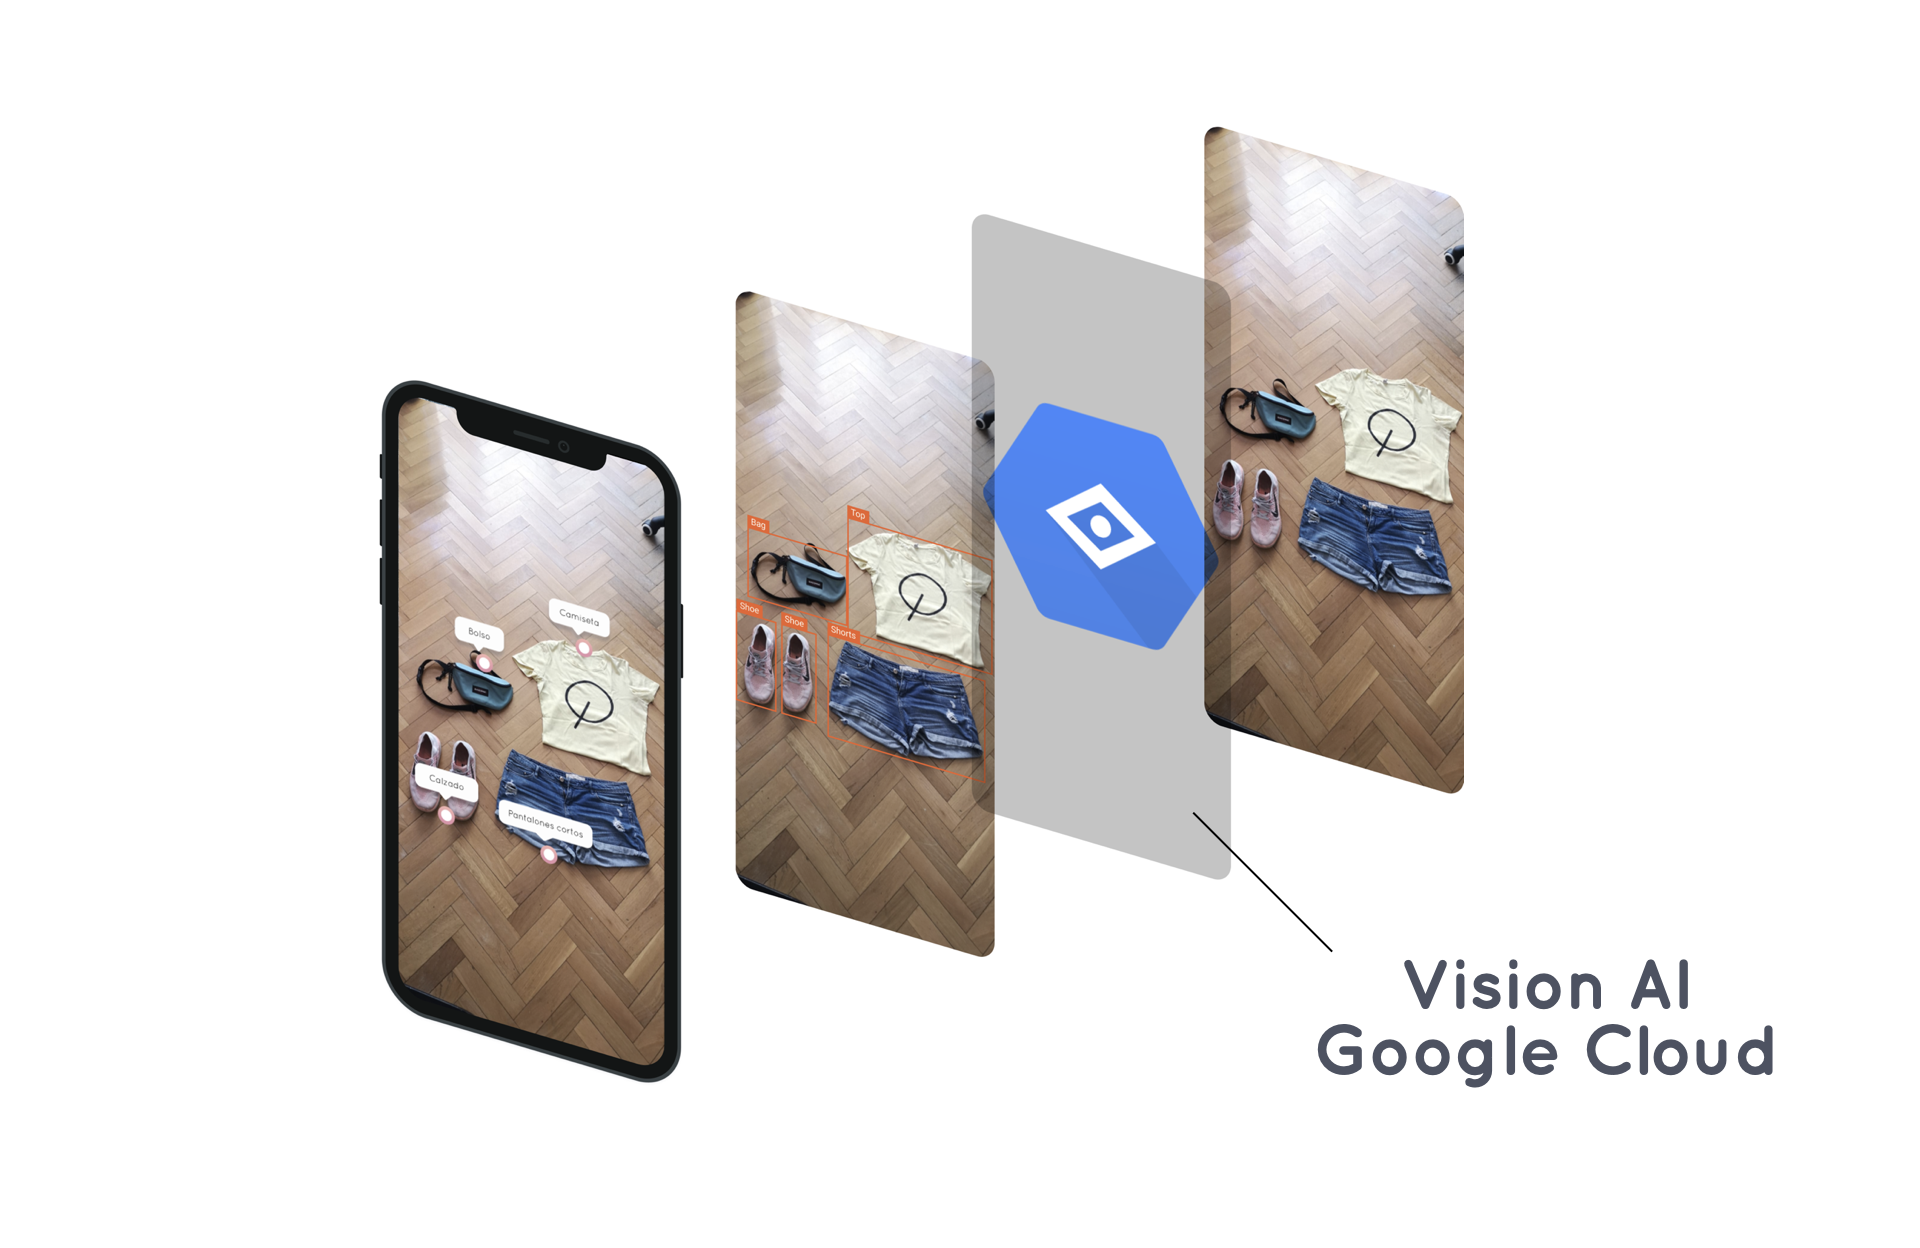 Bolso
Camiseta
Calzado
Pantalones cortos
Bag
Top
Shoe
Shoe
Shorts
Vision AI
Google Cloud